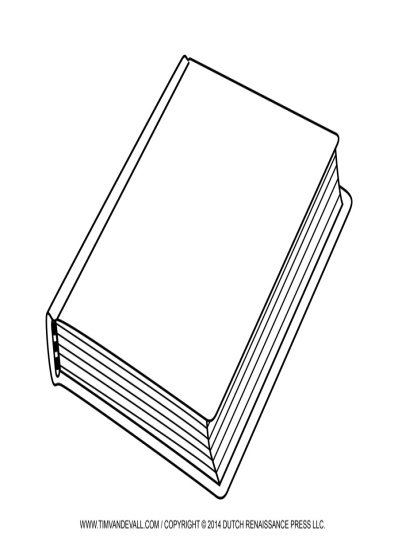 WWW.TIMVANDEVALL.COM / COPYRIGHT © 2014 DUTCH RENAISSANCE PRESS LLC.